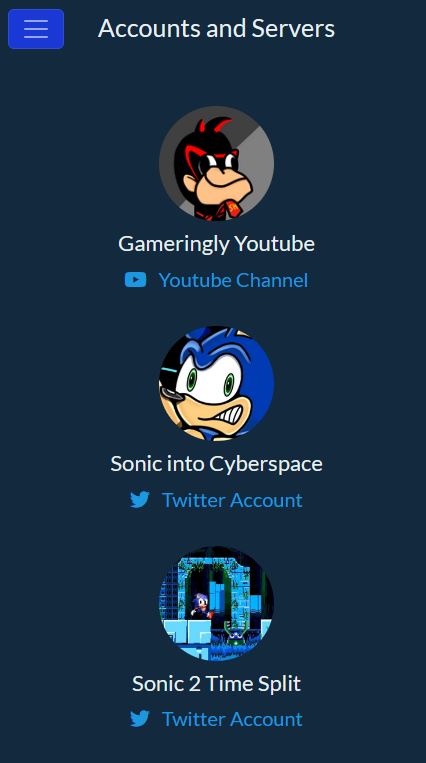 Accounts and Servers
Gameringly Youtube
Youtube Channel
Sonic into Cyberspace
Twitter Account
Sonic 2 Time Split
Twitter Account